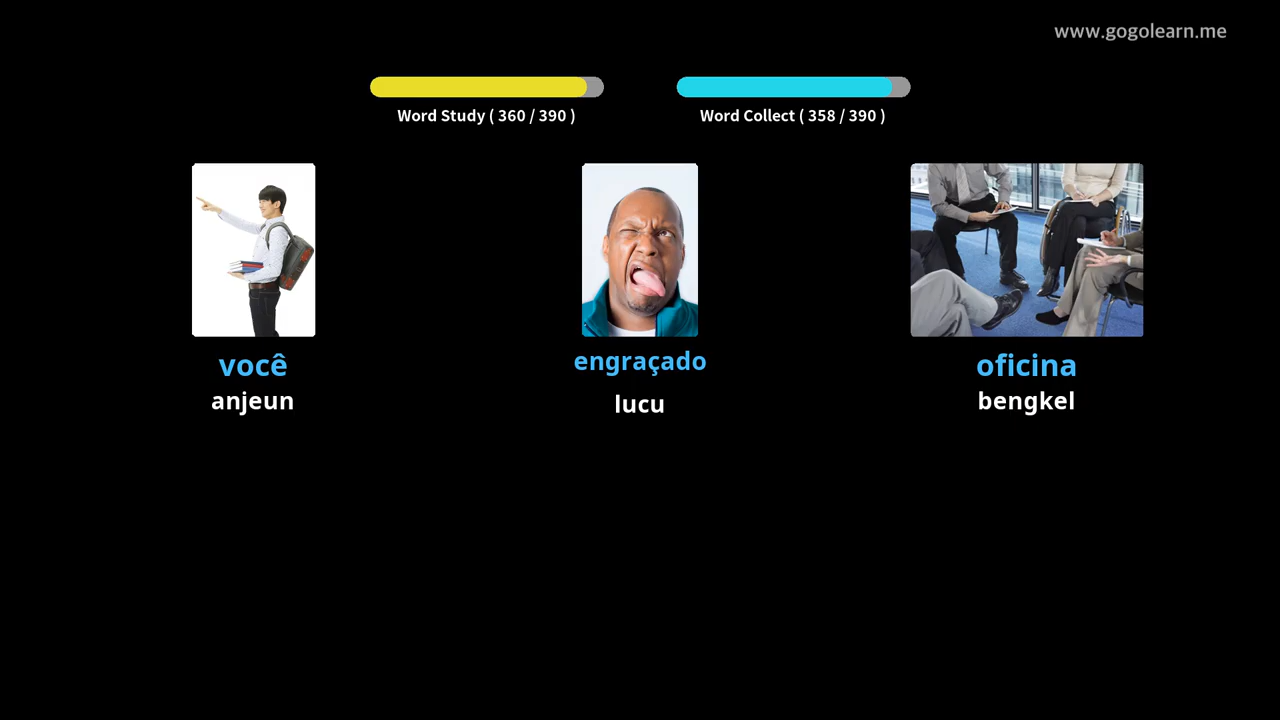 www.gogolearn.me
Word Study ( 360 / 390 )
Word Collect ( 358 / 390 )
você
engraçado
oficina
anjeun
lucu
bengkel